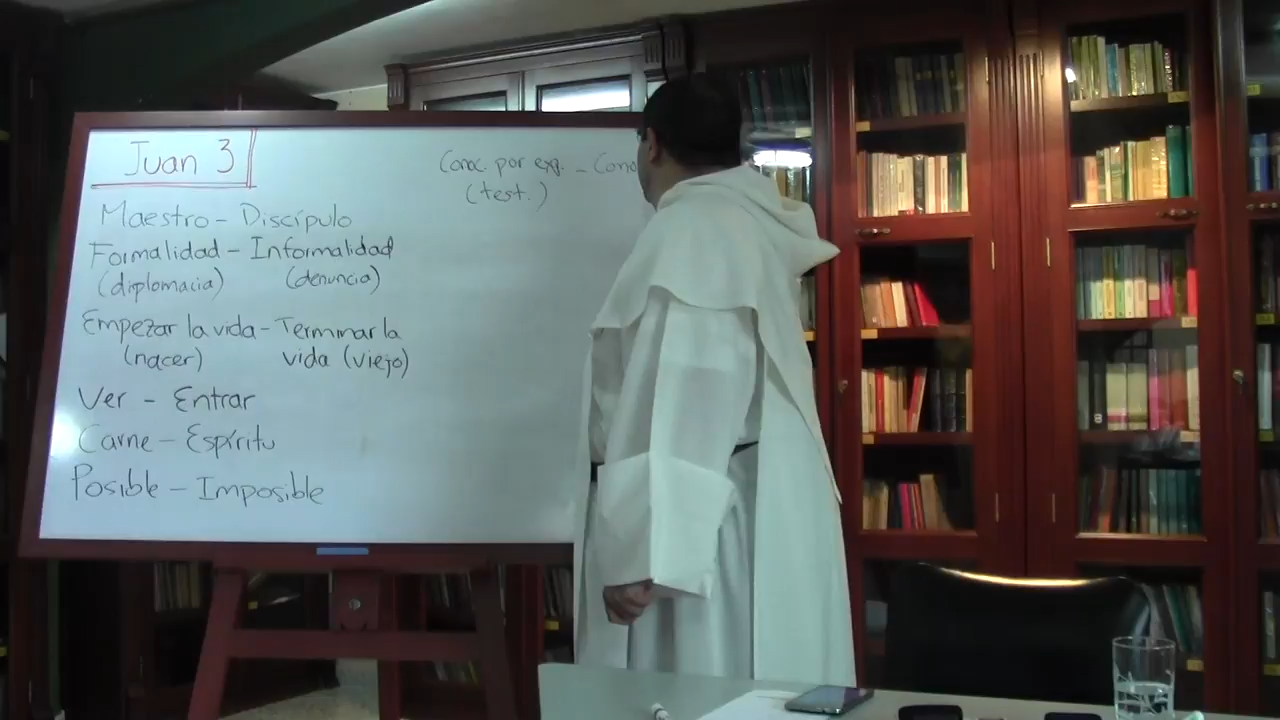 Juan 3
Maestro - Discípulo
Formalidad - Informalidad
(diplomacia) (denuncia)
Empezar la vida - Terminar la
(nacer) vida (viejo)
Ver - Entrar
Carne - Espíritu
Posible - Imposible
Conc. por exp. - Cono
(test.)